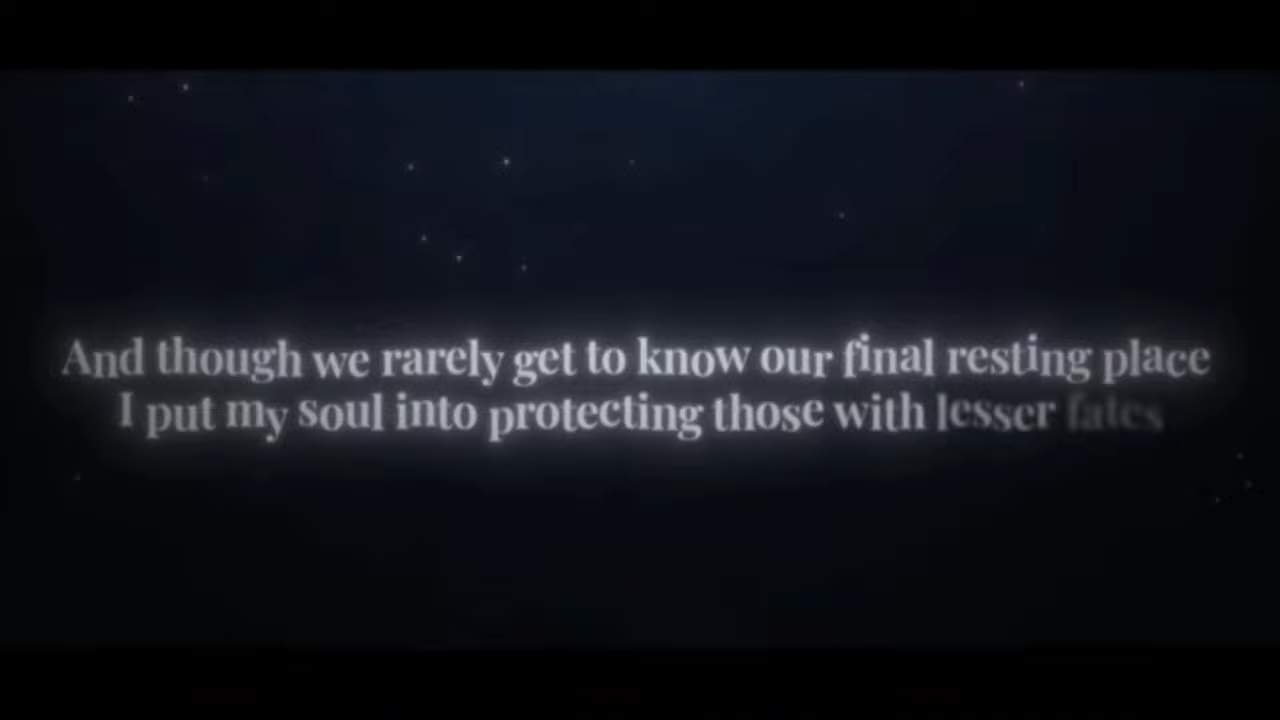 And though we rarely get to know our final resting place
I put my soul into protecting those with lesser fates